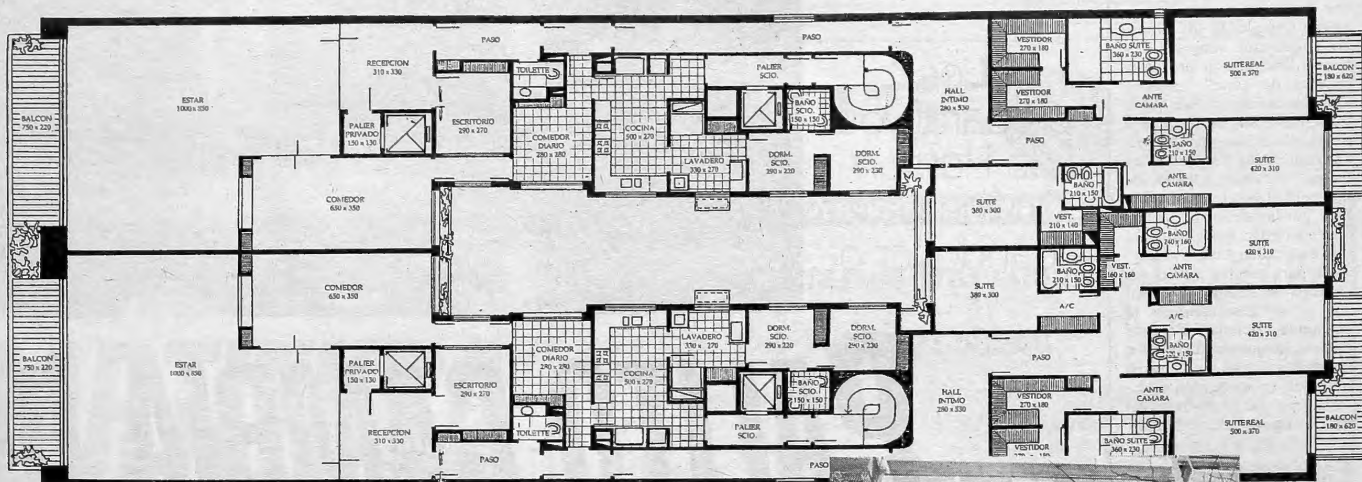 BALCON
750 x 220
ESTAR
1000 x 850
RECEPCION
310 x 330
PALIER
PRIVADO
150 x 130
PASO
ESCRITORIO
290 x 270
TOILETTE
COMEDOR
DIARIO
280 x 280
COMEDOR
650 x 350
COCINA
500 x 270
LAVADERO
330 x 270
PALIER
SCIO.
BAÑO
SCIO.
150 x 150
DORM.
SCIO.
290 x 220
DORM.
SCIO.
290 x 230
PASO
HALL
INTIMO
280 x 530
VESTIDOR
270 x 180
VESTIDOR
270 x 180
BAÑO SUITE
360 x 230
ANTE
CAMARA
SUITE REAL
500 x 370
BALCON
180 x 620
PASO
BAÑO
210 x 150
ANTE
CAMARA
SUITE
420 x 310
BAÑO
210 x 150
SUITE
380 x 300
VEST.
210 x 140
BAÑO
240 x 160
VEST.
160 x 160
ANTE
CAMARA
SUITE
420 x 310
BALCON
750 x 220
ESTAR
1000 x 850
COMEDOR
650 x 350
PALIER
PRIVADO
150 x 130
RECEPCION
310 x 330
ESCRITORIO
290 x 270
PASO
TOILETTE
COMEDOR
DIARIO
280 x 280
COCINA
500 x 270
LAVADERO
330 x 270
DORM.
SCIO.
290 x 220
DORM.
SCIO.
290 x 230
BAÑO
SCIO.
150 x 150
PALIER
SCIO.
PASO
HALL
INTIMO
280 x 530
SUITE
380 x 300
BAÑO
210 x 150
A/C
A/C
SUITE
420 x 310
BAÑO
220 x 150
PASO
ANTE
CAMARA
VESTIDOR
270 x 180
VESTIDOR
BAÑO SUITE
360 x 230
SUITE REAL
500 x 370
BALCON
180 x 620